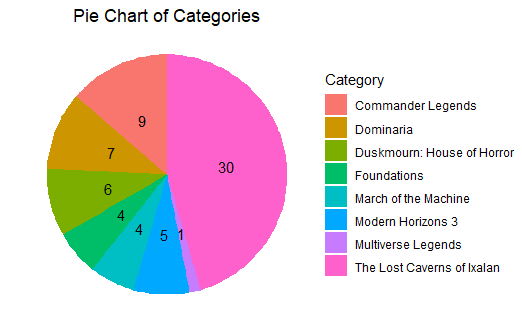 Pie Chart of Categories
9
7
6
4
4
5
1
30
Category
Commander Legends
Dominaria
Duskmourn: House of Horror
Foundations
March of the Machine
Modern Horizons 3
Multiverse Legends
The Lost Caverns of Ixalan